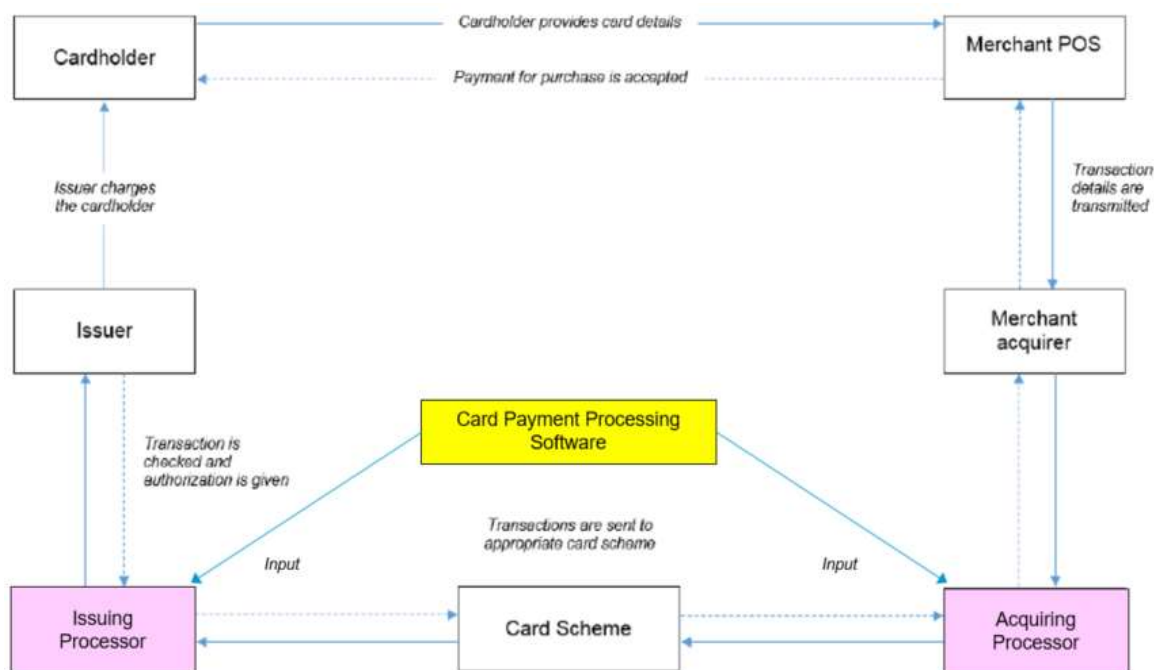 Cardholder provides card details
Cardholder
Merchant POS
Payment for purchase is accepted
Issuer charges
the cardholder
Transaction
details are
transmitted
Issuer
Merchant
acquirer
Card Payment Processing
Software
Transaction is
checked and
authorization is given
Transactions are sent to
appropriate card scheme
Input
Input
Issuing
Processor
Card Scheme
Acquiring
Processor